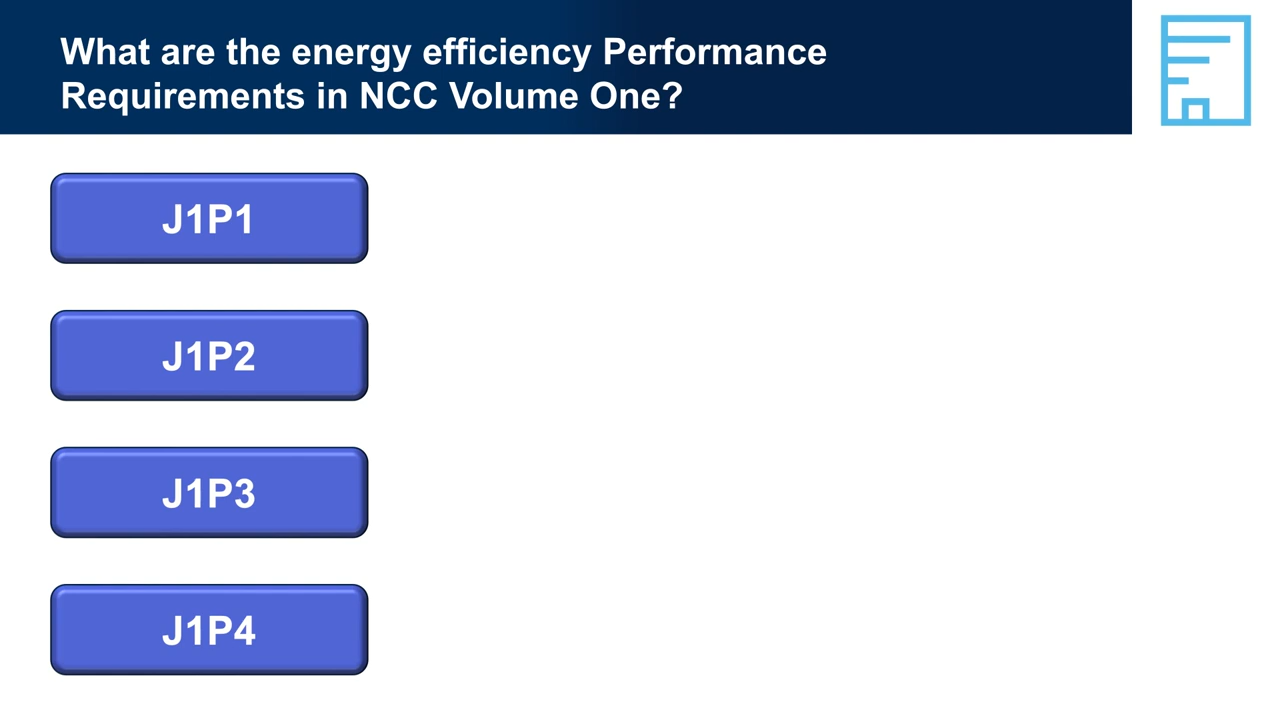 What are the energy efficiency Performance
Requirements in NCC Volume One?
J1P1
J1P2
J1P3
J1P4